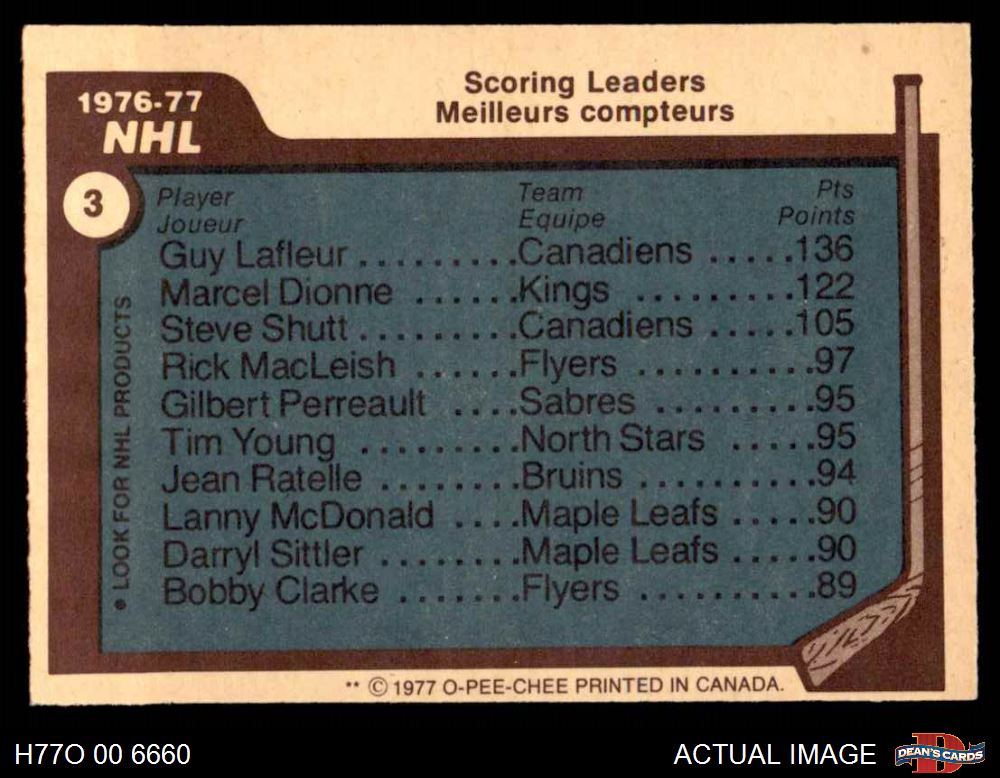 1976-77
NHL
Scoring Leaders
Meilleurs compteurs
3
Player Team Pts
Joueur Equipe Points
Guy Lafleur .........Canadiens .....136
Marcel Dionne ......Kings .........122
Steve Shutt .........Canadiens .....105
Rick MacLeish ......Flyers ..........97
Gilbert Perreault ....Sabres .........95
Tim Young ..........North Stars .....95
Jean Ratelle ........Bruins ..........94
Lanny McDonald ....Maple Leafs .....90
Darryl Sittler ........Maple Leafs .....90
Bobby Clarke .......Flyers ..........89
• LOOK FOR NHL PRODUCTS
** © 1977 O-PEE-CHEE PRINTED IN CANADA.
H77O 00 6660
ACTUAL IMAGE
D
DEAN'S CARDS